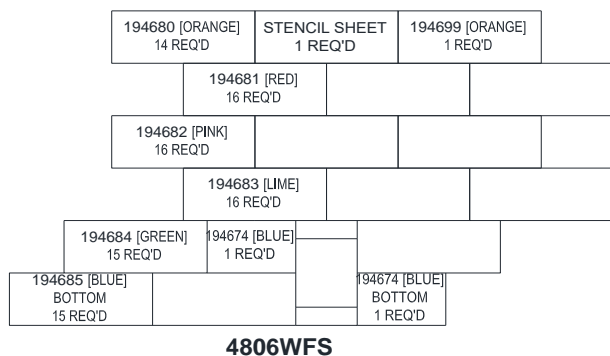 194680 [ORANGE]
14 REQ'D
STENCIL SHEET
1 REQ'D
194699 [ORANGE]
1 REQ'D
194681 [RED]
16 REQ'D
194682 [PINK]
16 REQ'D
194683 [LIME]
16 REQ'D
194684 [GREEN]
15 REQ'D
194674 [BLUE]
1 REQ'D
194685 [BLUE]
BOTTOM
15 REQ'D
194674 [BLUE]
BOTTOM
1 REQ'D
4806WFS